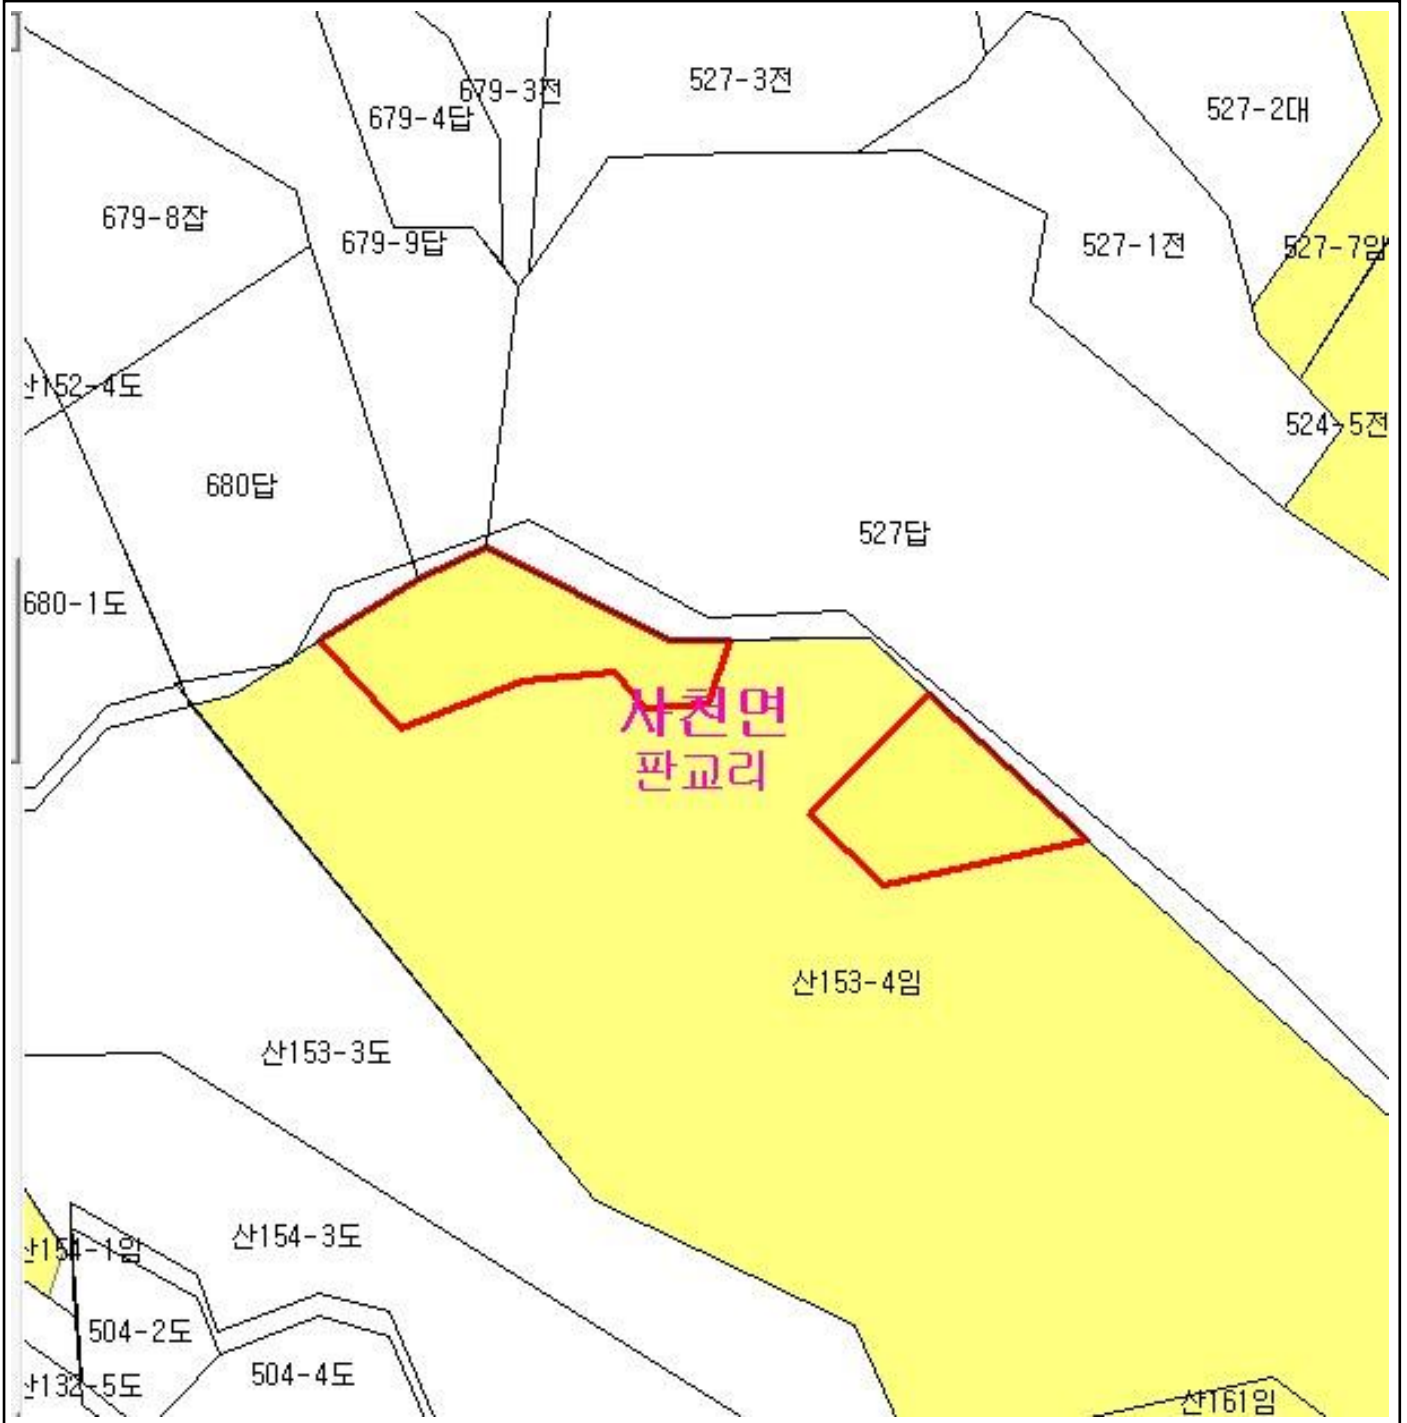 527-3전
679-3전
527-2대
679-4답
679-8잡
679-9답
527-1전
527-7임
산152-4도
524-5전
680답
527답
680-1도
사천면
판교리
산153-4임
산153-3도
산154-3도
산154-1임
504-2도
504-4도
산132-5도
산161임